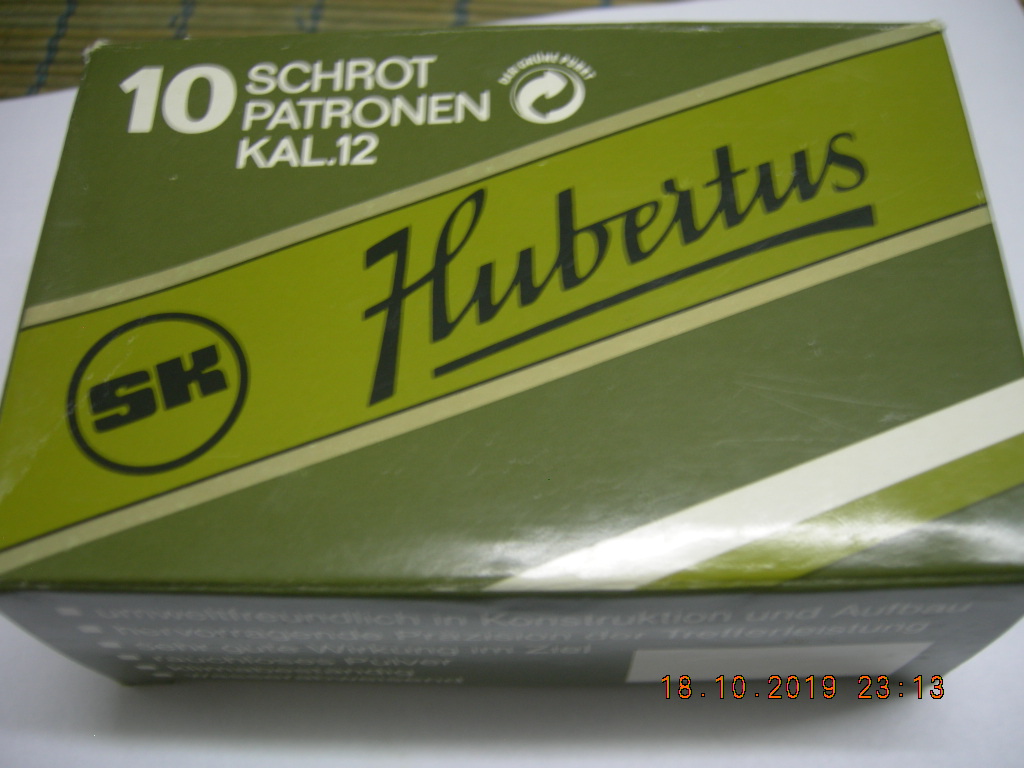 10 SCHROT
PATRONEN
KAL.12
DER GRÜNE PUNKT
Hubertus
SK
umweltfreundlich in Konstruktion und Aufbau
hervorragende Präzision der Trefferleistung
sehr gute Wirkung im Ziel
Pulver
18.10.2019 23:13